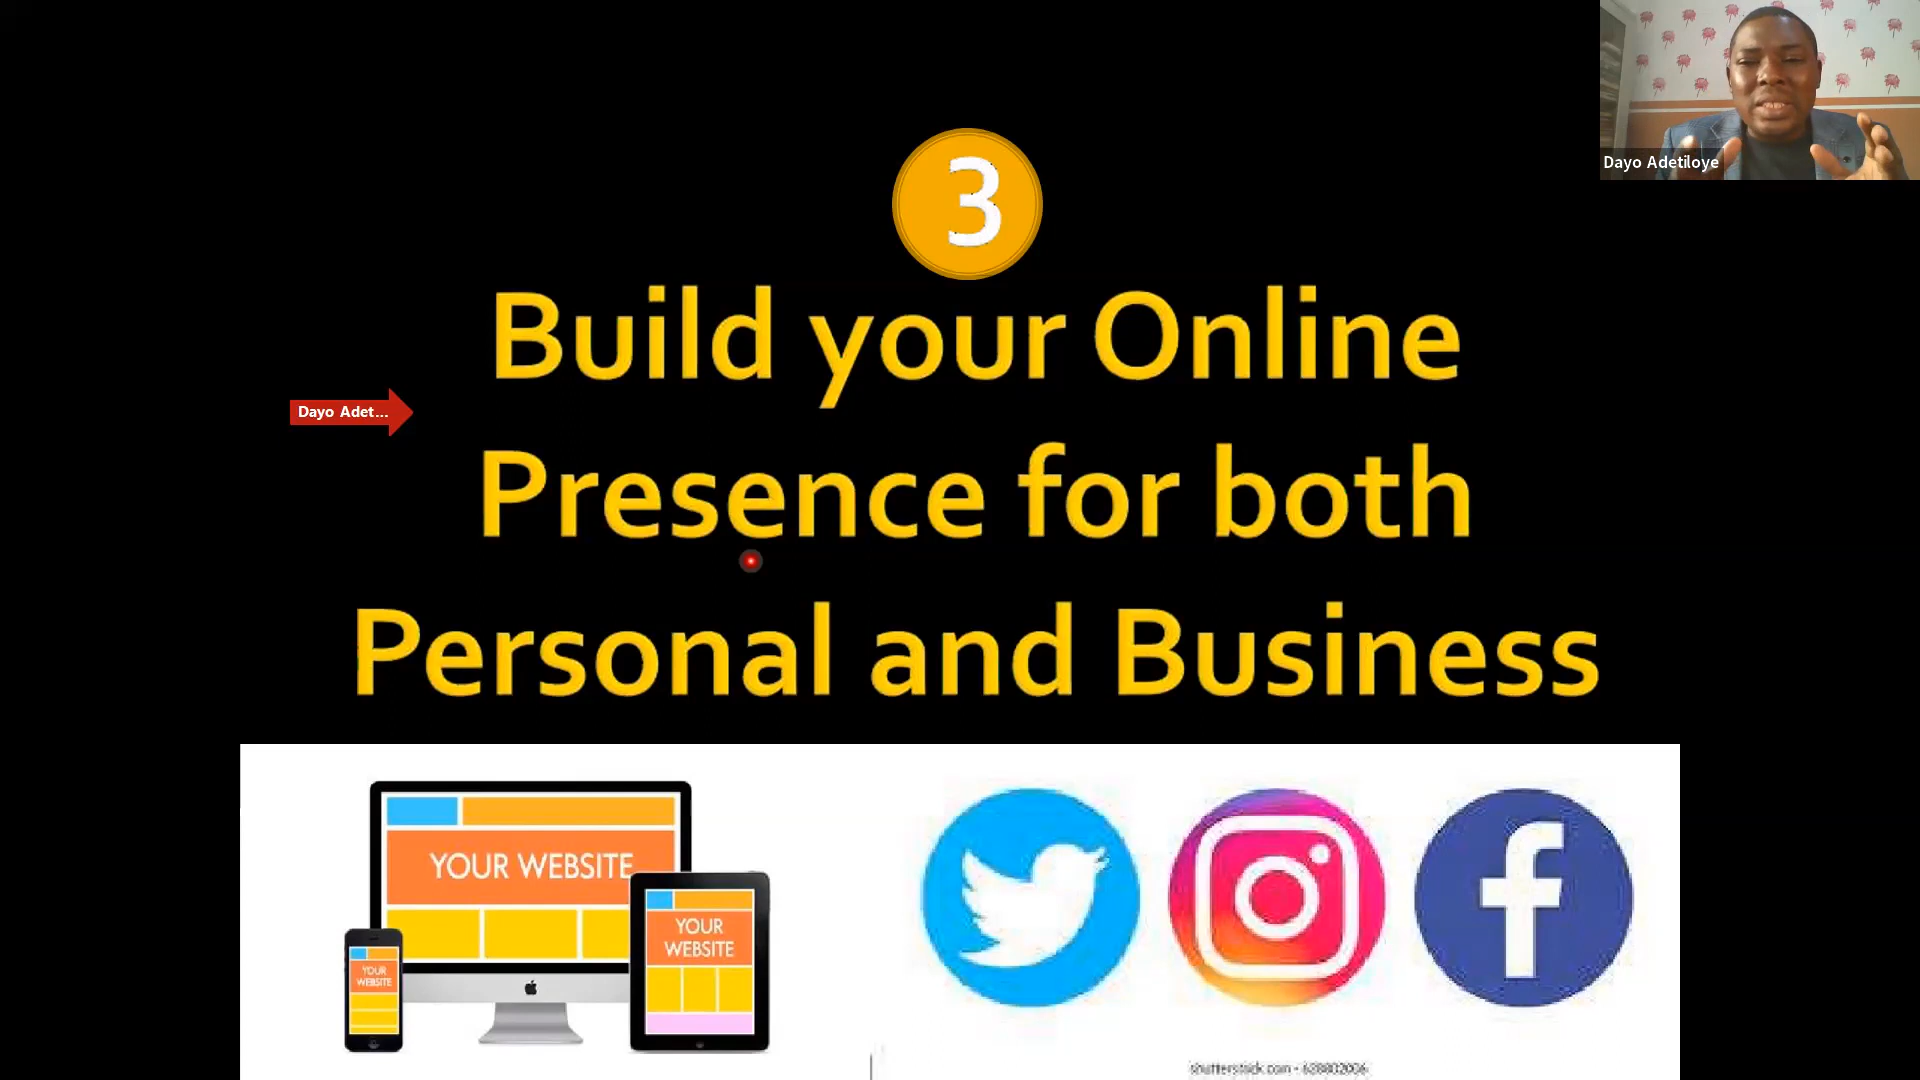 Dayo Adetiloye
3
Build your Online
Dayo Adet...
Presence for both
Personal and Business
YOUR WEBSITE
YOUR
WEBSITE
YOUR
WEBSITE
shutterstock.com • 628802006